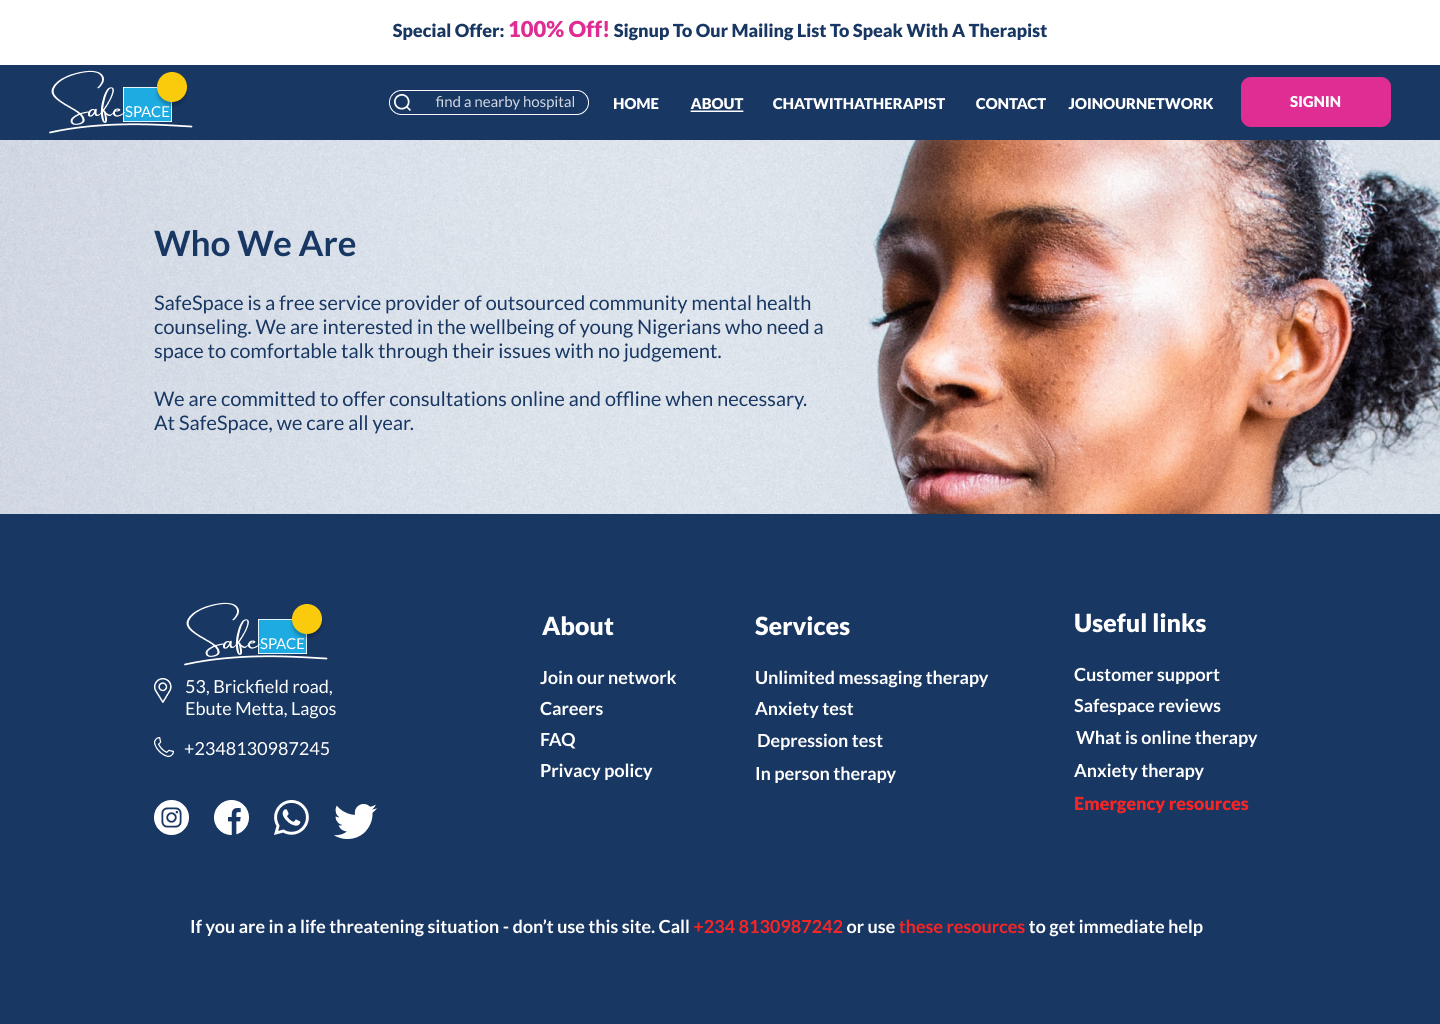 Special Offer: 100% Off! Signup To Our Mailing List To Speak With A Therapist
Safe SPACE
find a nearby hospital
HOME
ABOUT
CHATWITHATHERAPIST
CONTACT
JOINOURNETWORK
SIGNIN
Who We Are
SafeSpace is a free service provider of outsourced community mental health
counseling. We are interested in the wellbeing of young Nigerians who need a
space to comfortable talk through their issues with no judgement.
We are committed to offer consultations online and offline when necessary.
At SafeSpace, we care all year.
Safe SPACE
53, Brickfield road,
Ebute Metta, Lagos
+2348130987245
About
Join our network
Careers
FAQ
Privacy policy
Services
Unlimited messaging therapy
Anxiety test
Depression test
In person therapy
Useful links
Customer support
Safespace reviews
What is online therapy
Anxiety therapy
Emergency resources
If you are in a life threatening situation - don’t use this site. Call +234 8130987242 or use these resources to get immediate help